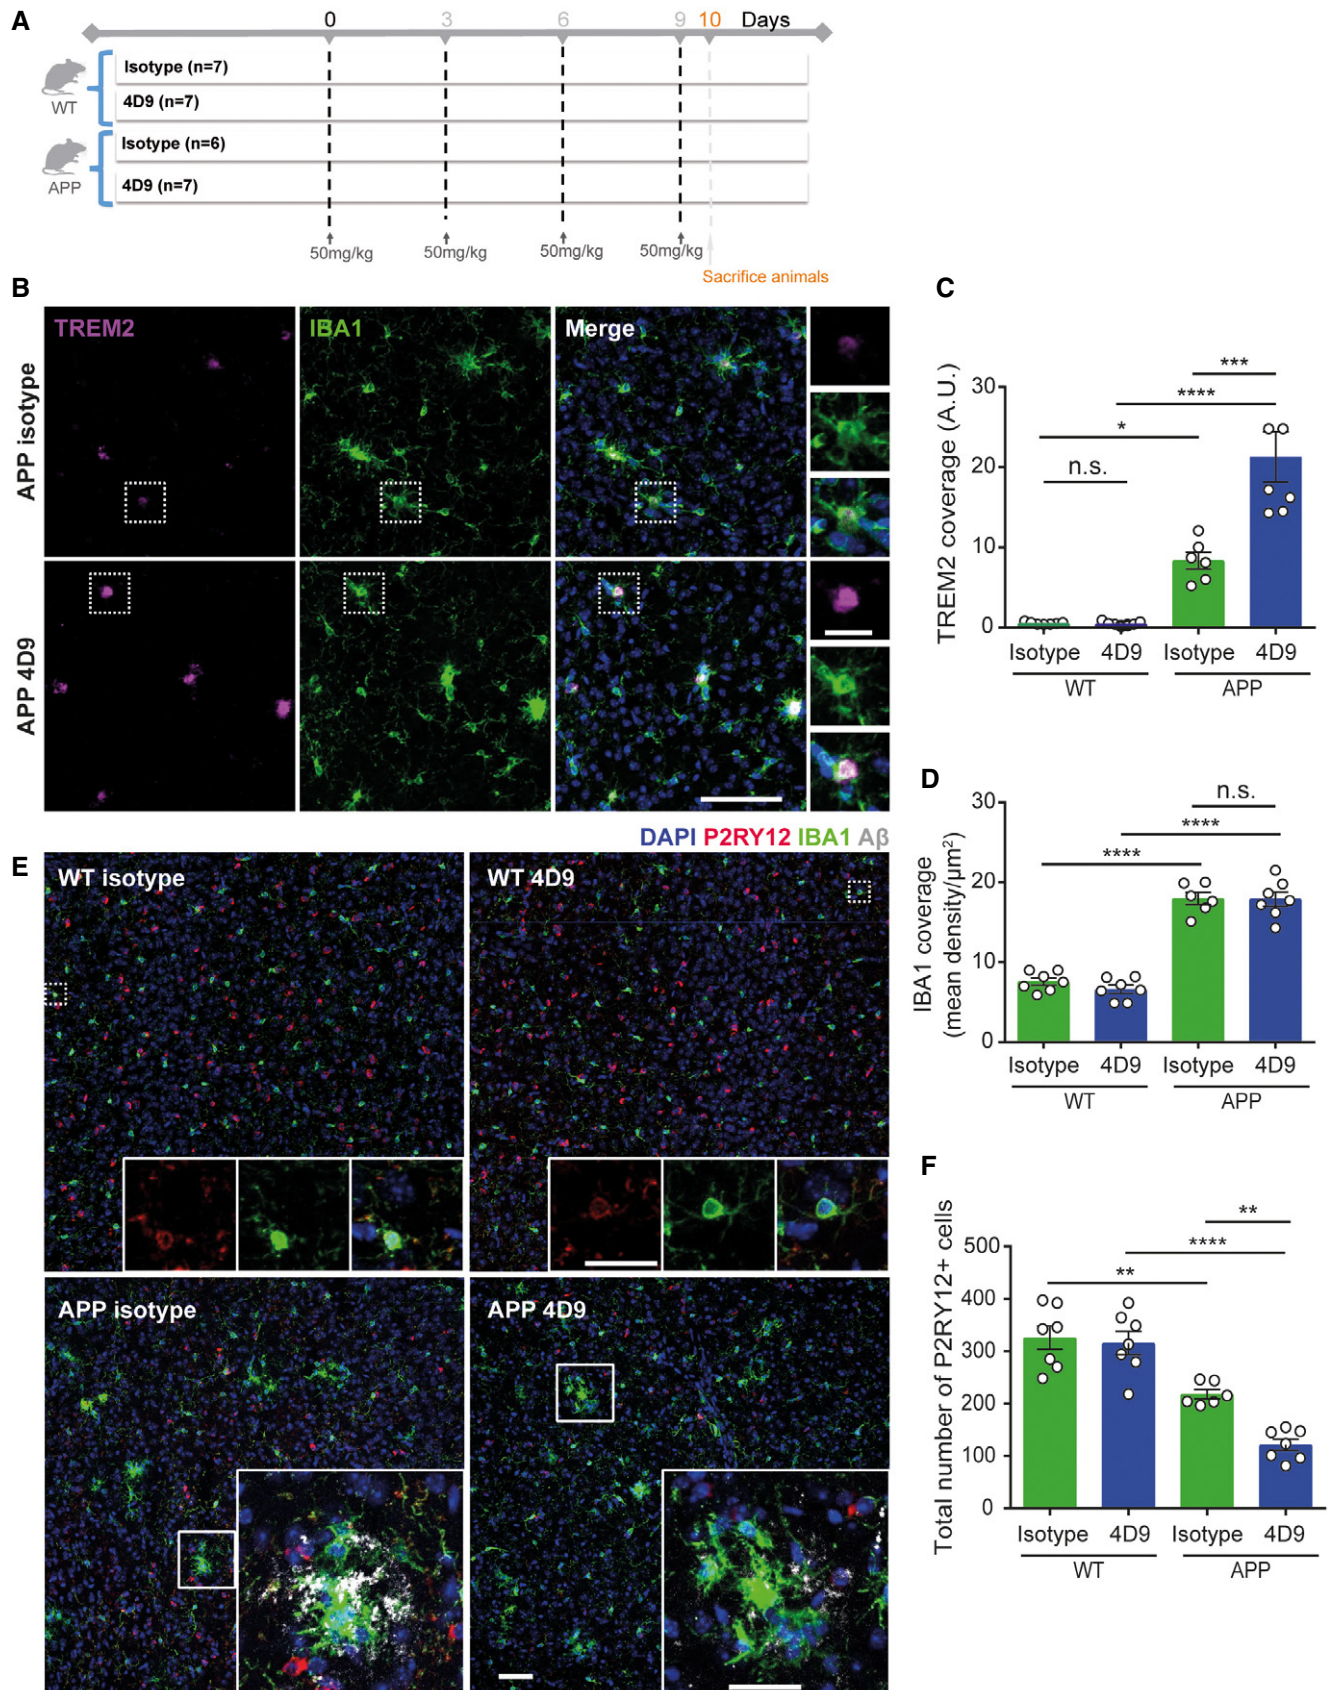 A
0 3 6 9 10 Days
Isotype (n=7)
WT
4D9 (n=7)
Isotype (n=6)
APP
4D9 (n=7)
50mg/kg 50mg/kg 50mg/kg 50mg/kg
Sacrifice animals
B
TREM2 IBA1 Merge
APP isotype
APP 4D9
C
TREM2 coverage (A.U.)
***
****
*
n.s.
30
20
10
0
Isotype 4D9 Isotype 4D9
WT APP
D
IBA1 coverage
(mean density/µm²)
n.s.
****
****
30
20
10
0
Isotype 4D9 Isotype 4D9
WT APP
DAPI P2RY12 IBA1 Aβ
E
WT isotype WT 4D9
APP isotype APP 4D9
F
Total number of P2RY12+ cells
**
****
**
500
400
300
200
100
0
Isotype 4D9 Isotype 4D9
WT APP